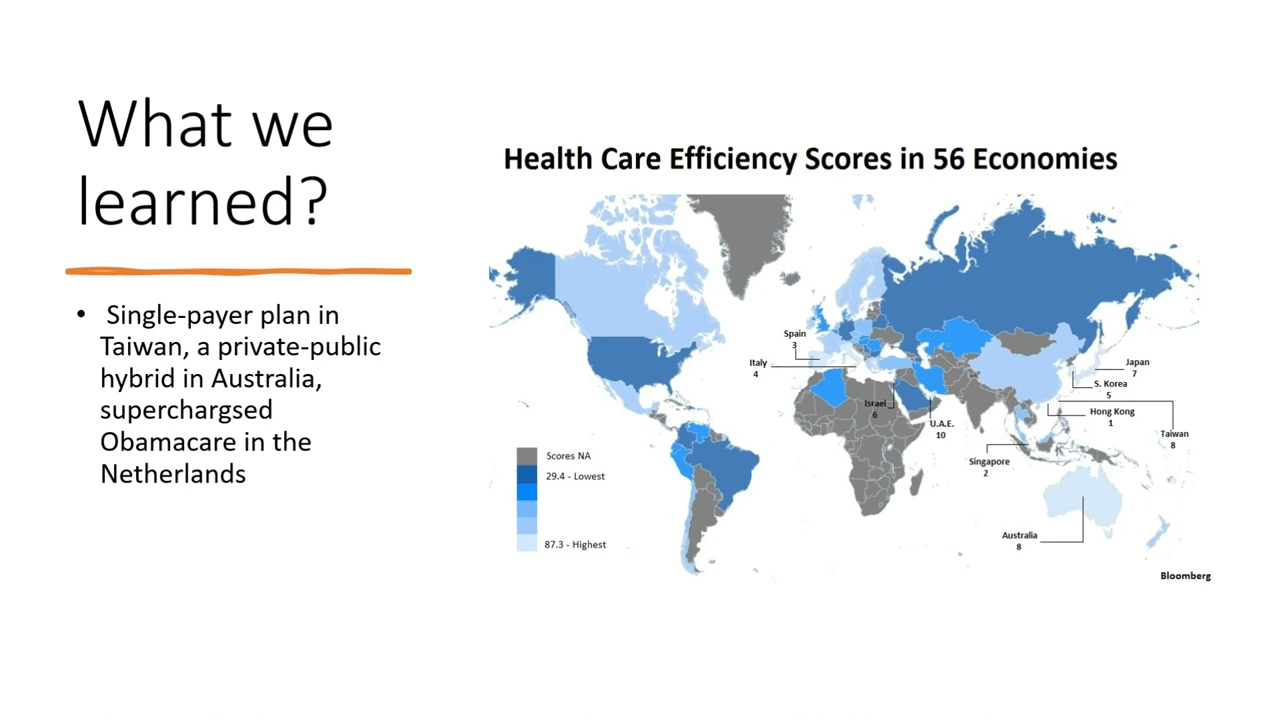 What we
learned?
• Single-payer plan in
Taiwan, a private-public
hybrid in Australia,
superchargsed
Obamacare in the
Netherlands
Health Care Efficiency Scores in 56 Economies
Spain
3
Italy
4
Israel
6
U.A.E.
10
Japan
7
S. Korea
5
Hong Kong
1
Taiwan
8
Singapore
2
Australia
8
Scores NA
29.4 - Lowest
87.3 - Highest
Bloomberg